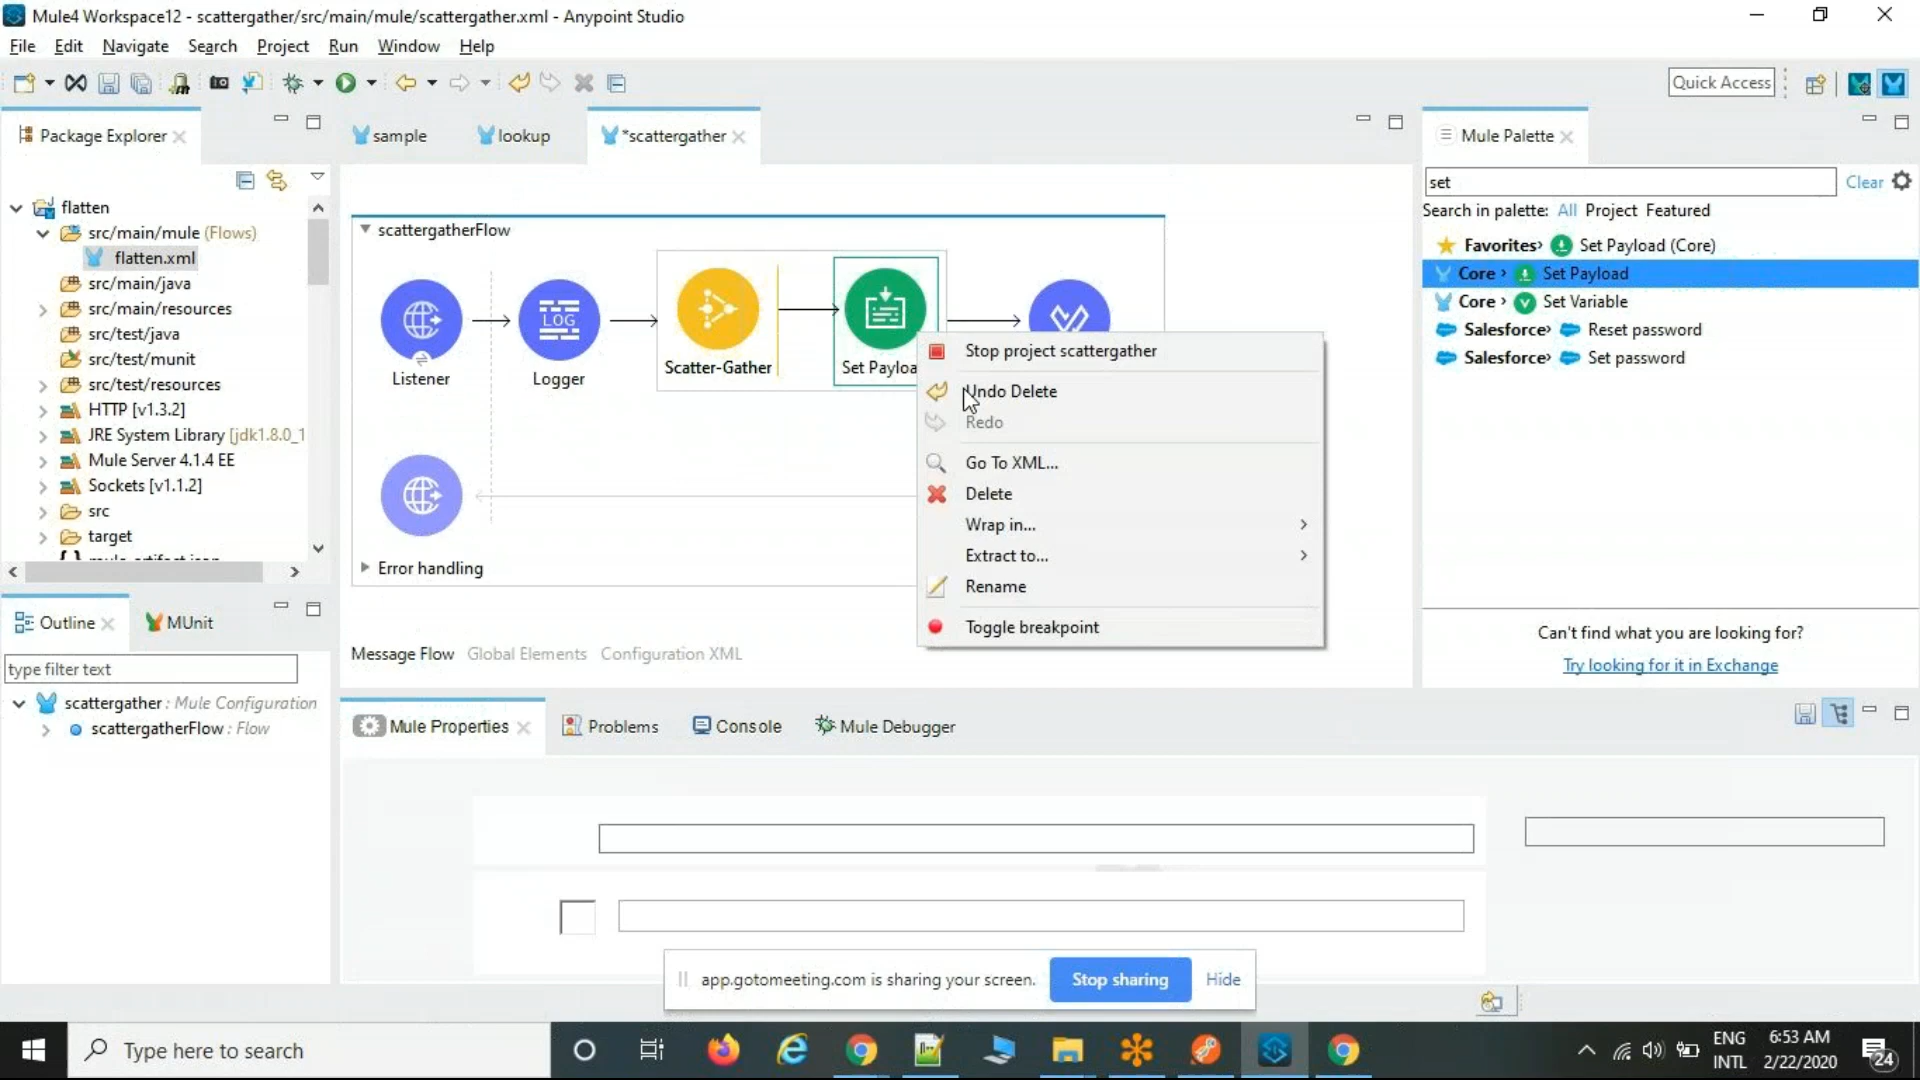 Mule4 Workspace12 - scattergather/src/main/mule/scattergather.xml - Anypoint Studio
File Edit Navigate Search Project Run Window Help
Quick Access
Package Explorer
flatten
src/main/mule (Flows)
flatten.xml
src/main/java
src/main/resources
src/test/java
src/test/munit
src/test/resources
HTTP [v1.3.2]
JRE System Library [jdk1.8.0_1
Mule Server 4.1.4 EE
Sockets [v1.1.2]
src
target
Outline MUnit
type filter text
scattergather : Mule Configuration
scattergatherFlow : Flow
sample lookup *scattergather
scattergatherFlow
LOG
Listener Logger Scatter-Gather Set Payloa
Error handling
Message Flow Global Elements Configuration XML
Stop project scattergather
Undo Delete
Redo
Go To XML...
Delete
Wrap in...
Extract to...
Rename
Toggle breakpoint
Mule Palette
set
Clear
Search in palette: All Project Featured
Favorites> Set Payload (Core)
Core > Set Payload
Core > Set Variable
Salesforce> Reset password
Salesforce> Set password
Can't find what you are looking for?
Try looking for it in Exchange
Mule Properties Problems Console Mule Debugger
app.gotomeeting.com is sharing your screen. Stop sharing Hide
Type here to search
ENG
INTL
6:53 AM
2/22/2020
24